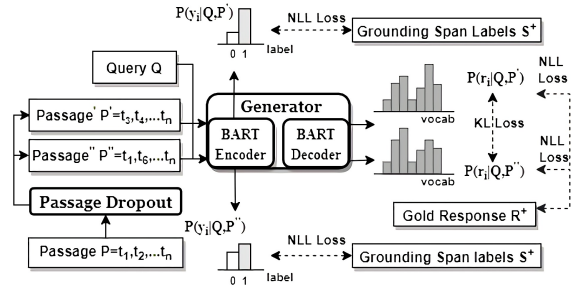 P(yᵢ|Q,P')
NLL Loss
Grounding Span Labels S⁺
0 1
label
Query Q
P(rᵢ|Q,P')
NLL
Loss
Generator
vocab
Passage' P'=t₃,t₄,...tₙ
BART
Encoder
BART
Decoder
KL Loss
Passage'' P''=t₁,t₆,...tₙ
NLL
Loss
vocab
P(rᵢ|Q,P'')
Passage Dropout
Gold Response R⁺
P(yᵢ|Q,P'')
NLL Loss
Passage P=t₁,t₂,...tₙ
Grounding Span labels S⁺
0 1
label